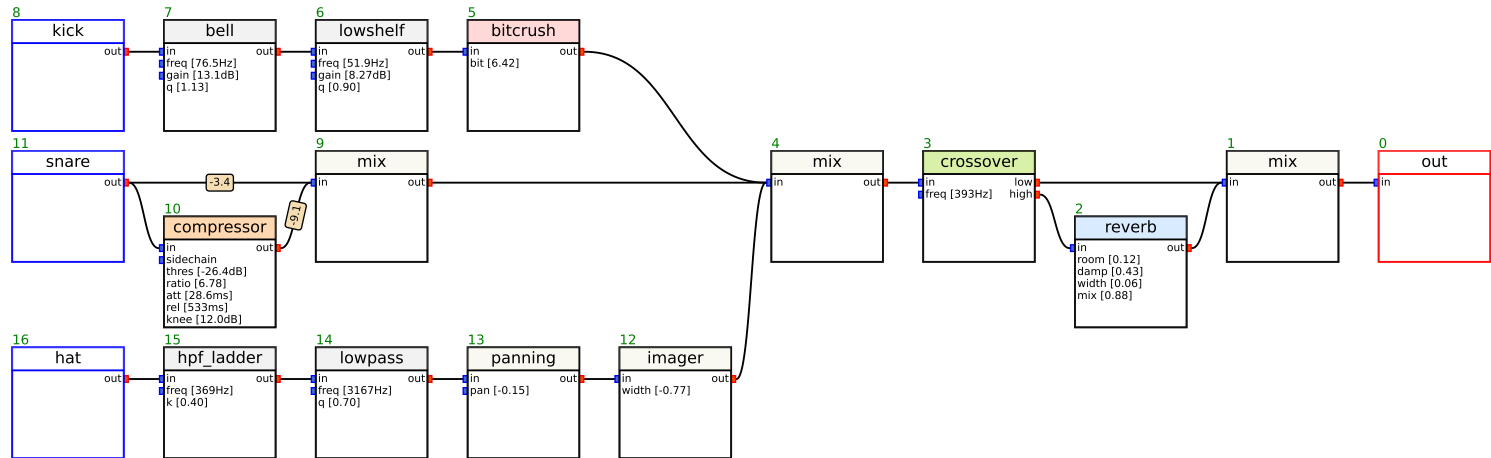 8
kick
out
7
bell
in out
freq [76.5Hz]
gain [13.1dB]
q [1.13]
6
lowshelf
in out
freq [51.9Hz]
gain [8.27dB]
q [0.90]
5
bitcrush
in out
bit [6.42]
11
snare
out
-3.4
10
compressor
in out
sidechain
thres [-26.4dB]
ratio [6.78]
att [28.6ms]
rel [533ms]
knee [12.0dB]
-9.1
9
mix
in out
4
mix
in out
3
crossover
in low
freq [393Hz] high
2
reverb
in out
room [0.12]
damp [0.43]
width [0.06]
mix [0.88]
1
mix
in out
0
out
in
16
hat
out
15
hpf_ladder
in out
freq [369Hz]
k [0.40]
14
lowpass
in out
freq [3167Hz]
q [0.70]
13
panning
in out
pan [-0.15]
12
imager
in out
width [-0.77]